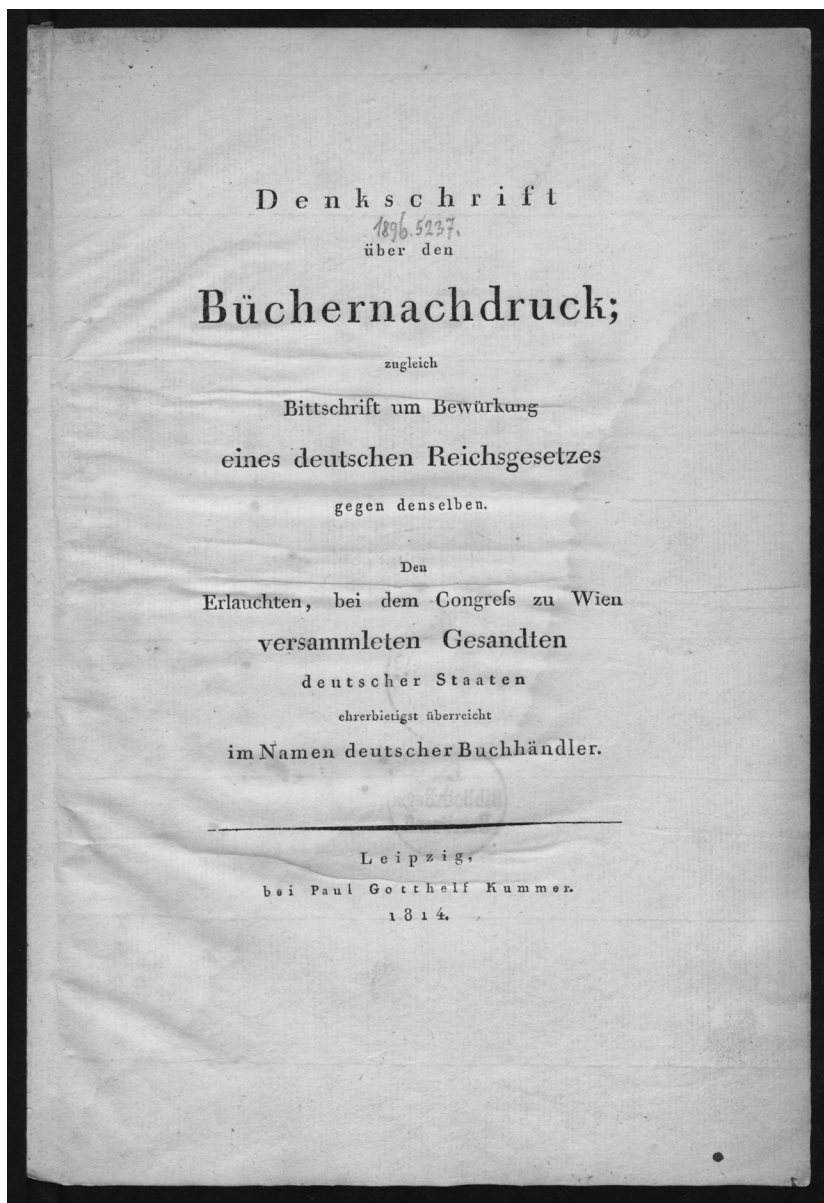 Denkschrift
1896.5237.
über den
Büchernachdruck;
zugleich
Bittschrift um Bewürkung
eines deutschen Reichsgesetzes
gegen denselben.
Den
Erlauchten, bei dem Congreſs zu Wien
versammleten Gesandten
deutscher Staaten
ehrerbietigst überreicht
im Namen deutscher Buchhändler.
Leipzig,
bei Paul Gotthelf Kummer.
1814.